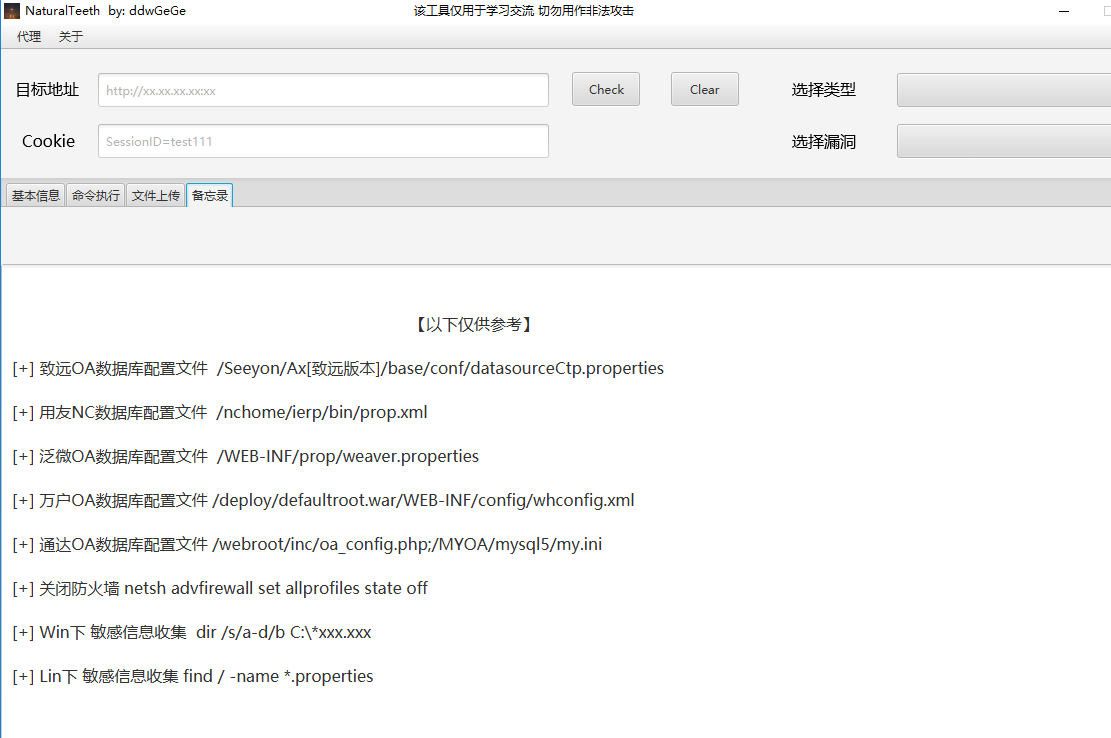 NaturalTeeth by: ddwGeGe 该工具仅用于学习交流 切勿用作非法攻击
代理 关于
目标地址 http://xx.xx.xx.xx:xx Check Clear 选择类型
Cookie SessionID=test111 选择漏洞
基本信息 命令执行 文件上传 备忘录
【以下仅供参考】
[+] 致远OA数据库配置文件 /Seeyon/Ax[致远版本]/base/conf/datasourceCtp.properties
[+] 用友NC数据库配置文件 /nchome/ierp/bin/prop.xml
[+] 泛微OA数据库配置文件 /WEB-INF/prop/weaver.properties
[+] 万户OA数据库配置文件 /deploy/defaultroot.war/WEB-INF/config/whconfig.xml
[+] 通达OA数据库配置文件 /webroot/inc/oa_config.php;/MYOA/mysql5/my.ini
[+] 关闭防火墙 netsh advfirewall set allprofiles state off
[+] Win下 敏感信息收集 dir /s/a-d/b C:\*xxx.xxx
[+] Lin下 敏感信息收集 find / -name *.properties